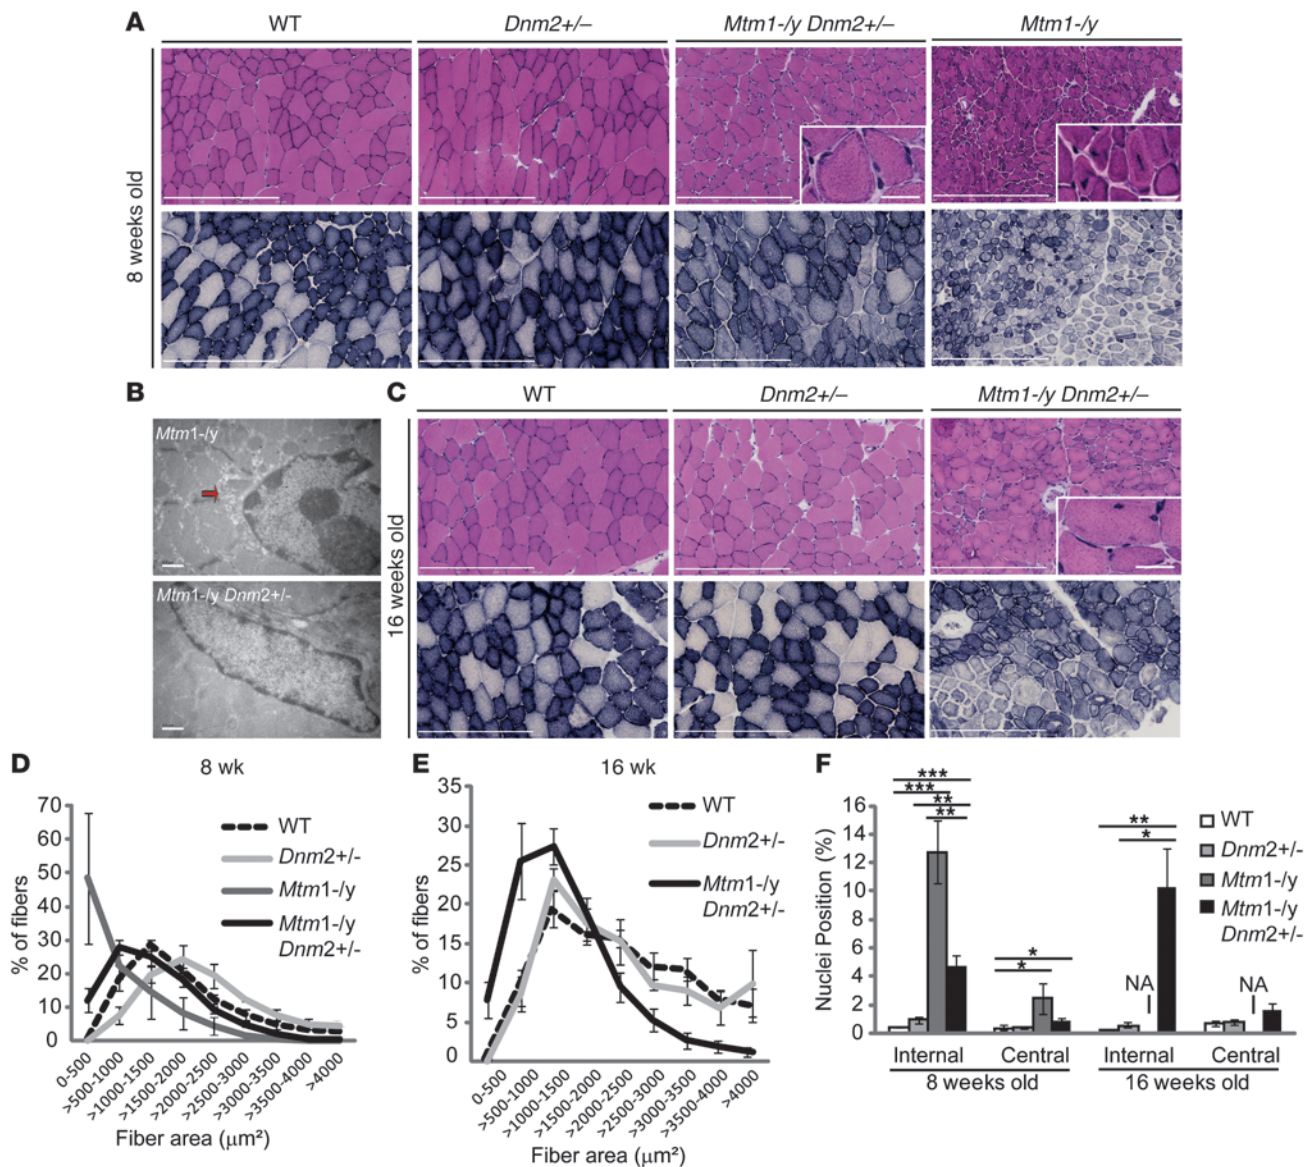 A
WT
Dnm2+/–
Mtm1-/y Dnm2+/–
Mtm1-/y
8 weeks old
B
Mtm1-/y
Mtm1-/y Dnm2+/-
C
WT
Dnm2+/–
Mtm1-/y Dnm2+/–
16 weeks old
D
8 wk
70
60
50
40
30
20
10
0
% of fibers
WT
Dnm2+/-
Mtm1-/y
Mtm1-/y
Dnm2+/-
0-500
>500-1000
>1000-1500
>1500-2000
>2000-2500
>2500-3000
>3000-3500
>3500-4000
>4000
Fiber area (μm²)
E
16 wk
35
30
25
20
15
10
5
0
% of fibers
WT
Dnm2+/-
Mtm1-/y
Dnm2+/-
0-500
>500-1000
>1000-1500
>1500-2000
>2000-2500
>2500-3000
>3000-3500
>3500-4000
>4000
Fiber area (μm²)
F
16
14
12
10
8
6
4
2
0
Nuclei Position (%)
***
***
**
**
*
*
**
*
NA
NA
WT
Dnm2+/-
Mtm1-/y
Mtm1-/y
Dnm2+/-
Internal Central Internal Central
8 weeks old 16 weeks old